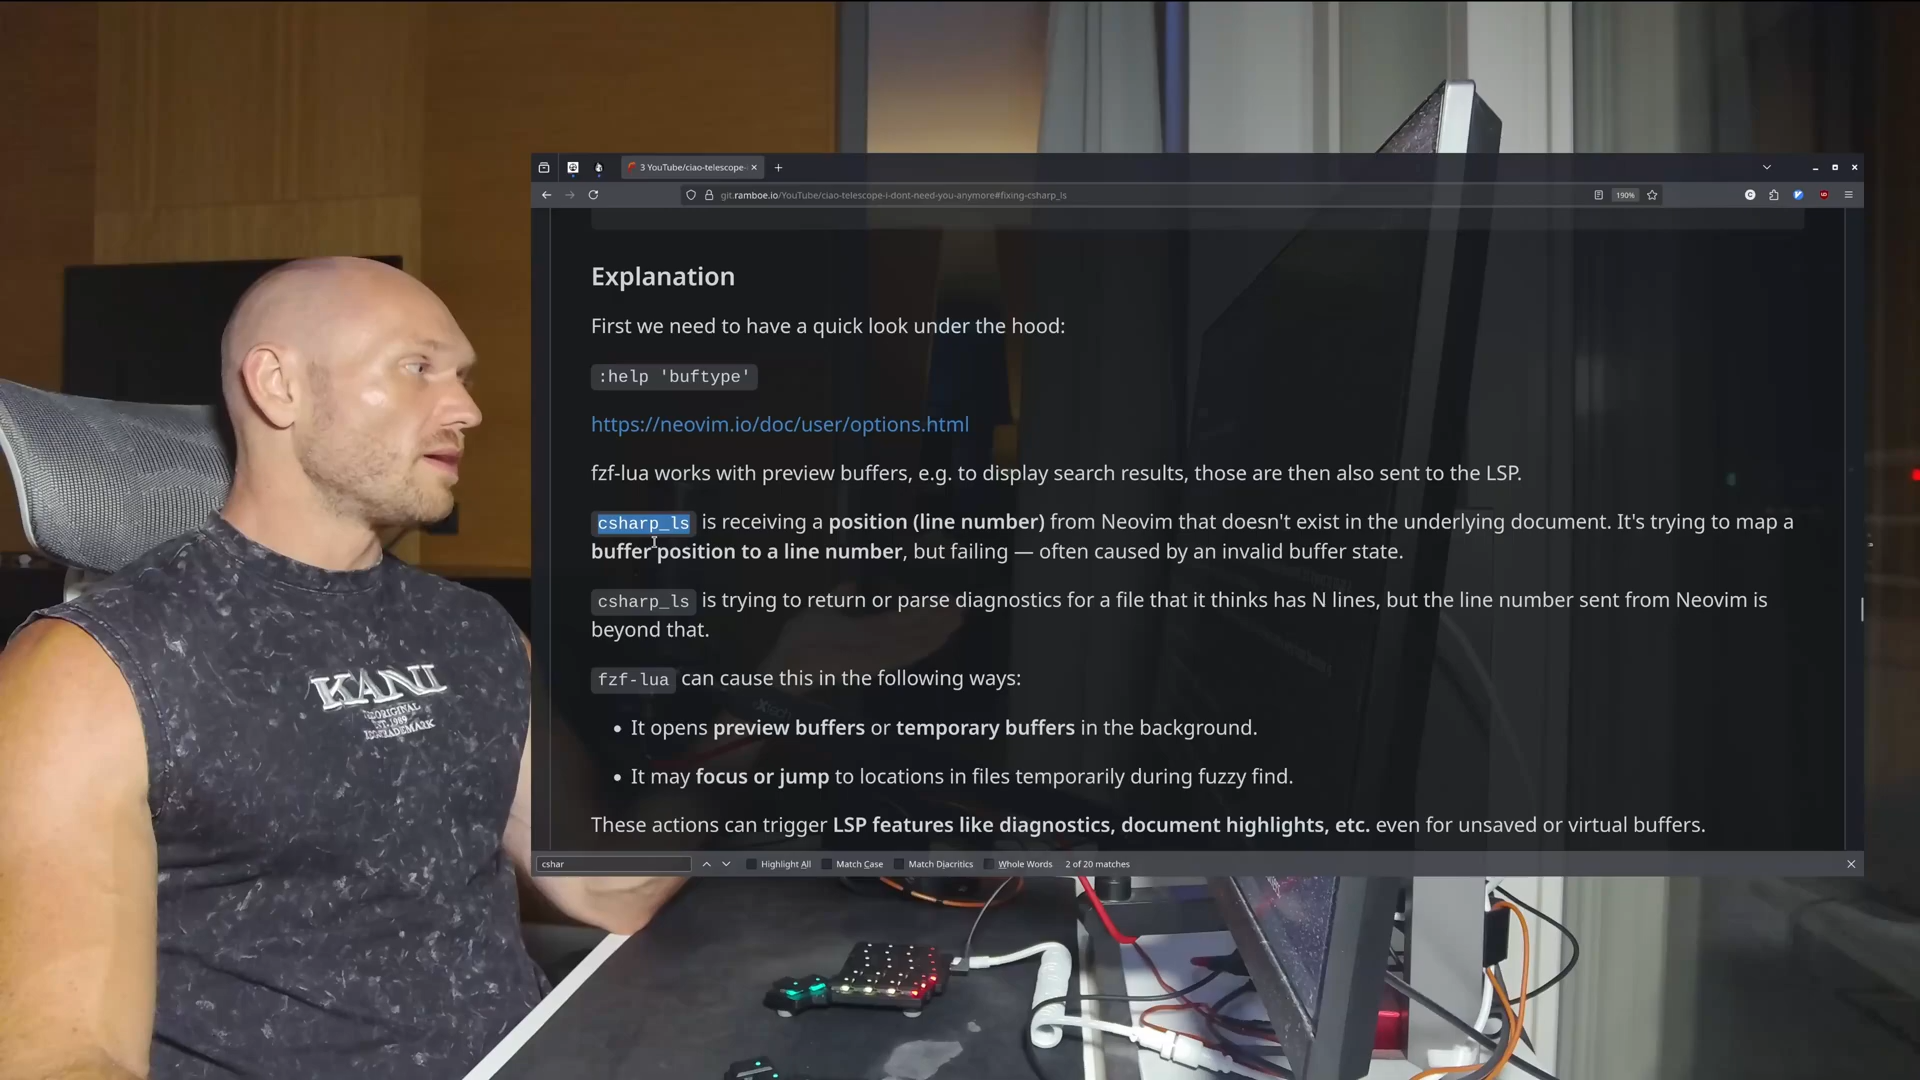 3 YouTube/ciao-telescope-
git.ramboe.io/YouTube/ciao-telescope-i-dont-need-you-anymore#fixing-csharp_ls
190%
Explanation
First we need to have a quick look under the hood:
:help 'buftype'
https://neovim.io/doc/user/options.html
fzf-lua works with preview buffers, e.g. to display search results, those are then also sent to the LSP.
csharp_ls is receiving a position (line number) from Neovim that doesn't exist in the underlying document. It's trying to map a
buffer position to a line number, but failing — often caused by an invalid buffer state.
csharp_ls is trying to return or parse diagnostics for a file that it thinks has N lines, but the line number sent from Neovim is
beyond that.
fzf-lua can cause this in the following ways:
• It opens preview buffers or temporary buffers in the background.
• It may focus or jump to locations in files temporarily during fuzzy find.
These actions can trigger LSP features like diagnostics, document highlights, etc. even for unsaved or virtual buffers.
cshar
Highlight All
Match Case
Match Diacritics
Whole Words
2 of 20 matches
KANI
ORIGINAL
EST. 1989
TRADEMARK